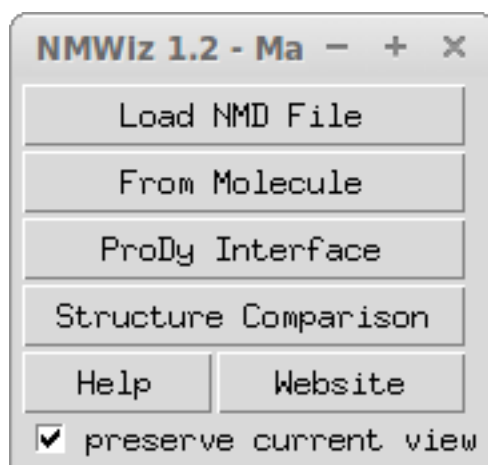 NMWiz 1.2 - Ma
Load NMD File
From Molecule
ProDy Interface
Structure Comparison
Help Website
preserve current view